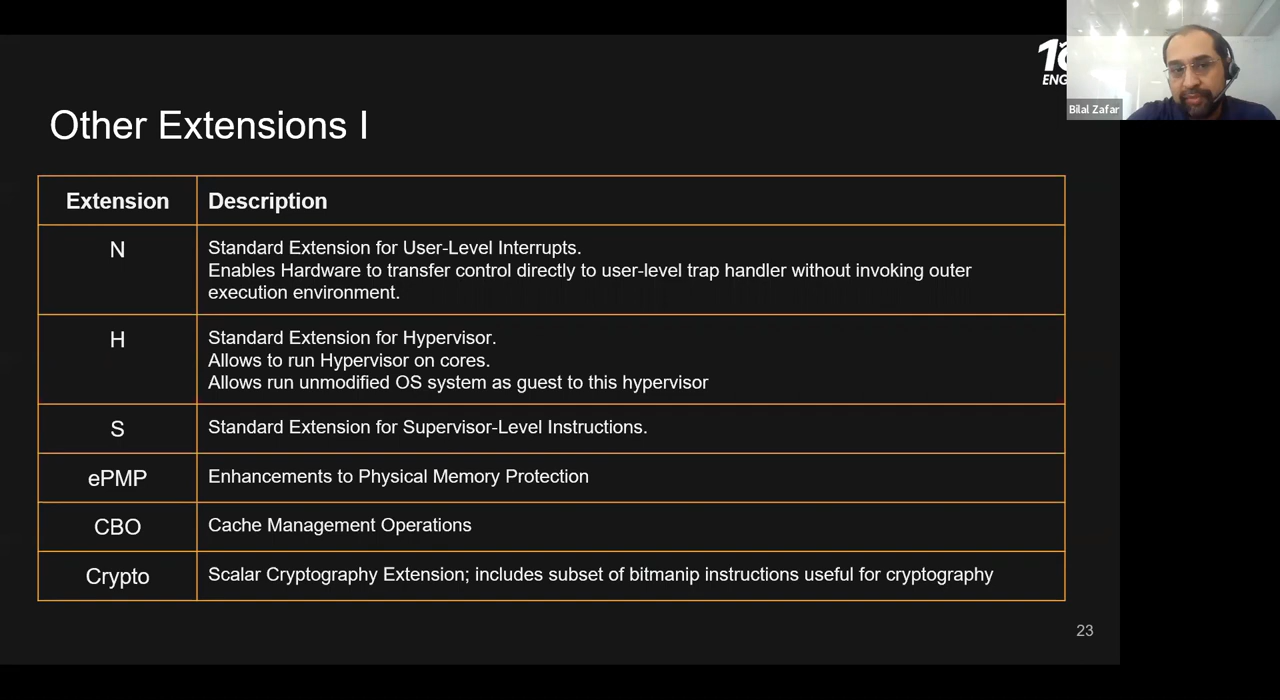 Bilal Zafar
Other Extensions I
Extension Description
N Standard Extension for User-Level Interrupts.
Enables Hardware to transfer control directly to user-level trap handler without invoking outer
execution environment.
H Standard Extension for Hypervisor.
Allows to run Hypervisor on cores.
Allows run unmodified OS system as guest to this hypervisor
S Standard Extension for Supervisor-Level Instructions.
ePMP Enhancements to Physical Memory Protection
CBO Cache Management Operations
Crypto Scalar Cryptography Extension; includes subset of bitmanip instructions useful for cryptography
23